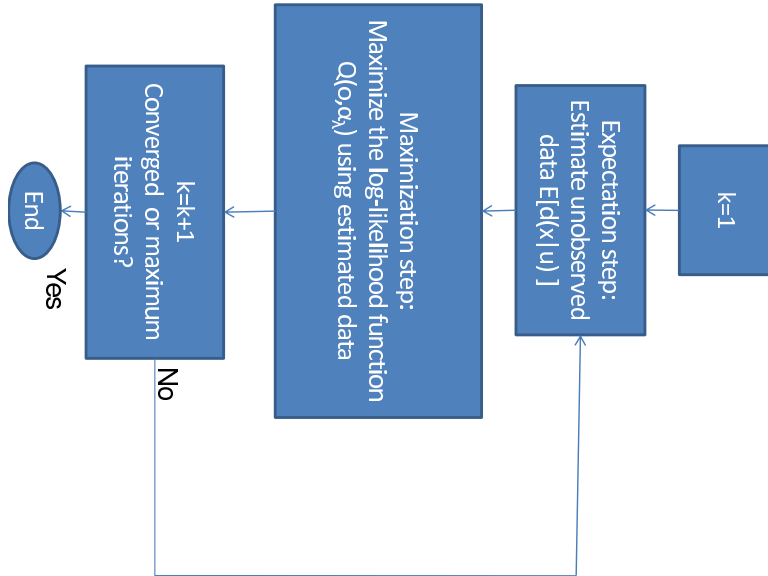 k=1
Expectation step:
Estimate unobserved
data E[d(x|u) ]
Maximization step:
Maximize the log-likelihood function
Q(o,αλ) using estimated data
k=k+1
Converged or maximum
iterations?
No
Yes
End